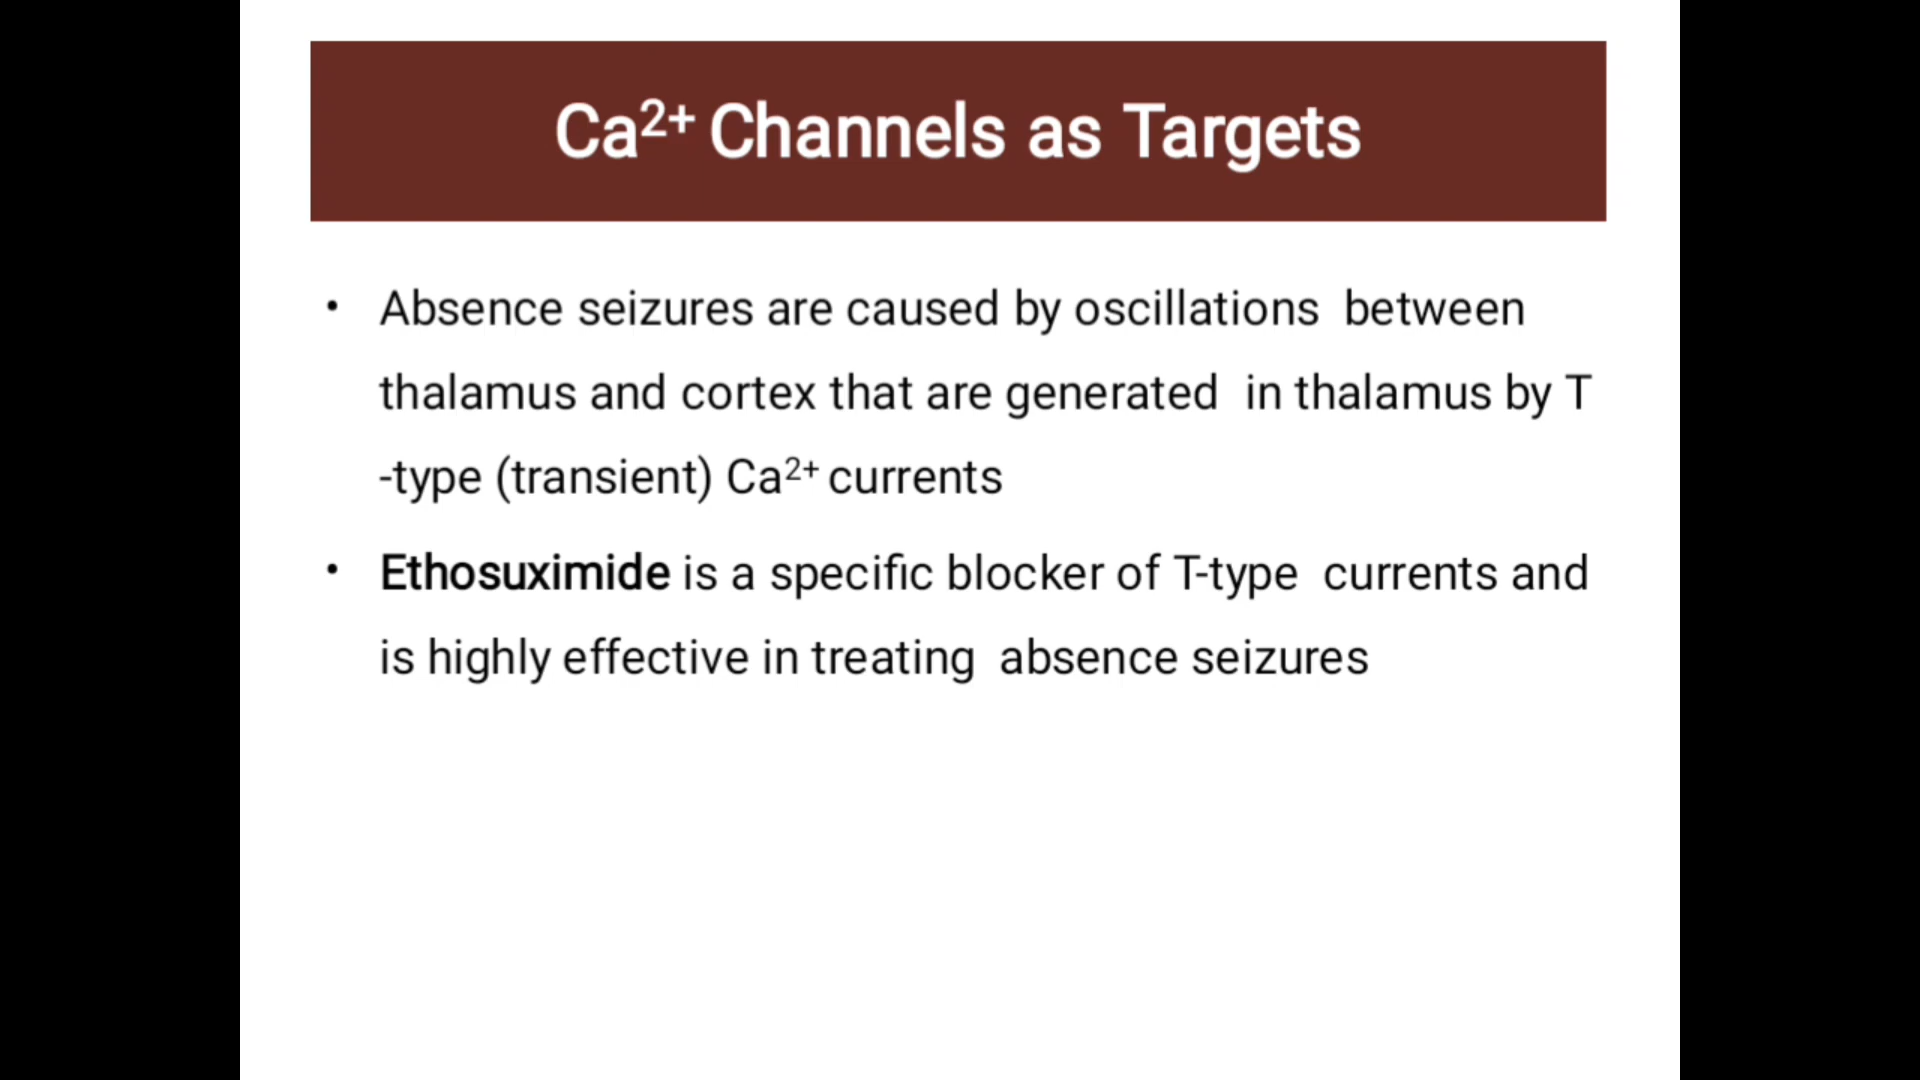 Ca²⁺ Channels as Targets
• Absence seizures are caused by oscillations between
thalamus and cortex that are generated in thalamus by T
-type (transient) Ca²⁺ currents
• Ethosuximide is a specific blocker of T-type currents and
is highly effective in treating absence seizures